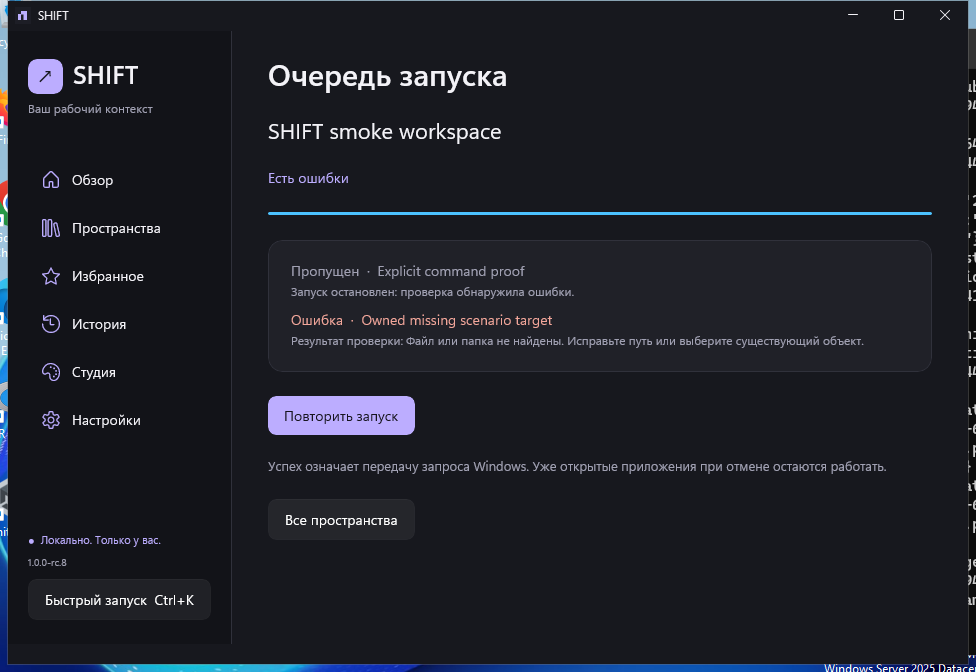 SHIFT
SHIFT
Ваш рабочий контекст
Обзор
Пространства
Избранное
История
Студия
Настройки
Локально. Только у вас.
1.0.0-rc.8
Быстрый запуск Ctrl+K
Очередь запуска
SHIFT smoke workspace
Есть ошибки
Пропущен · Explicit command proof
Запуск остановлен: проверка обнаружила ошибки.
Ошибка · Owned missing scenario target
Результат проверки: Файл или папка не найдены. Исправьте путь или выберите существующий объект.
Повторить запуск
Успех означает передачу запроса Windows. Уже открытые приложения при отмене остаются работать.
Все пространства
Windows Server 2025